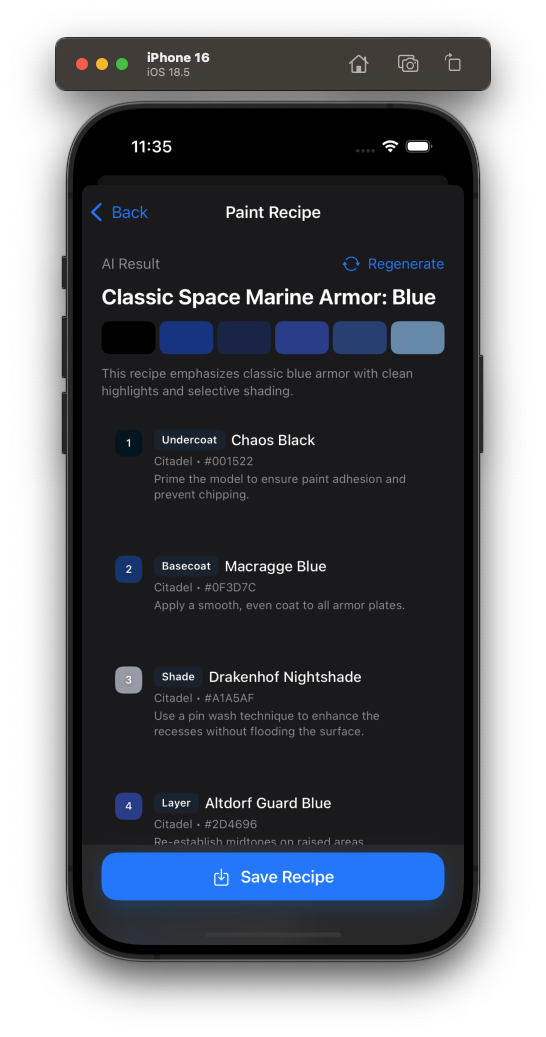 iPhone 16
iOS 18.5
11:35
Back
Paint Recipe
AI Result
Regenerate
Classic Space Marine Armor: Blue
This recipe emphasizes classic blue armor with clean
highlights and selective shading.
1
Undercoat Chaos Black
Citadel • #001522
Prime the model to ensure paint adhesion and
prevent chipping.
2
Basecoat Macragge Blue
Citadel • #0F3D7C
Apply a smooth, even coat to all armor plates.
3
Shade Drakenhof Nightshade
Citadel • #A1A5AF
Use a pin wash technique to enhance the
recesses without flooding the surface.
4
Layer Altdorf Guard Blue
Citadel • #2D4696
Re-establish midtones on raised areas
Save Recipe